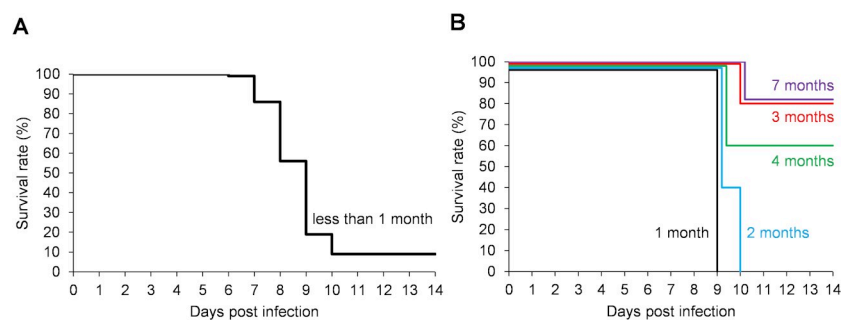 A
Survival rate (%)
100
90
80
70
60
50
40
30
20
10
0
less than 1 month
0 1 2 3 4 5 6 7 8 9 10 11 12 13 14
Days post infection
B
Survival rate (%)
100
90
80
70
60
50
40
30
20
10
0
7 months
3 months
4 months
1 month
2 months
0 1 2 3 4 5 6 7 8 9 10 11 12 13 14
Days post infection